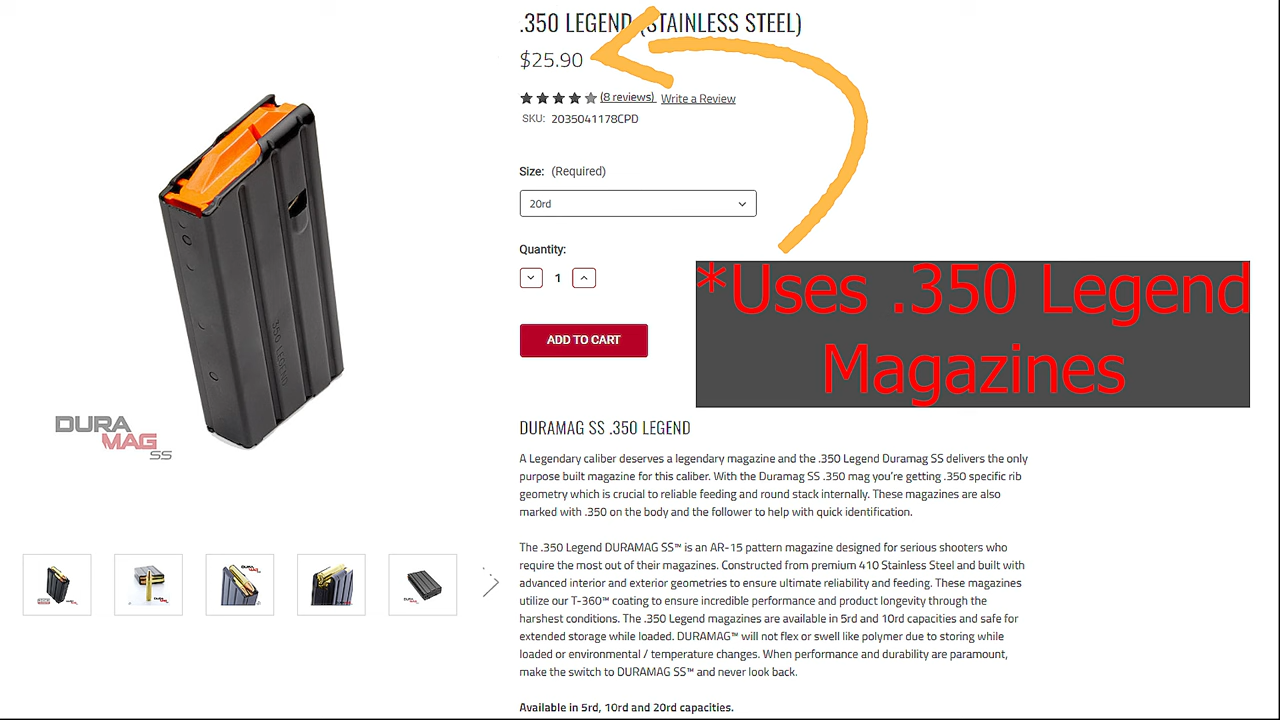 .350 LEGEND (STAINLESS STEEL)
$25.90
(8 reviews) Write a Review
SKU: 2035041178CPD
Size: (Required)
20rd
Quantity:
1
ADD TO CART
*Uses .350 Legend
Magazines
350 LEGEND
DURA
MAG
SS
DURAMAG SS .350 LEGEND
A Legendary caliber deserves a legendary magazine and the .350 Legend Duramag SS delivers the only
purpose built magazine for this caliber. With the Duramag SS .350 mag you're getting .350 specific rib
geometry which is crucial to reliable feeding and round stack internally. These magazines are also
marked with .350 on the body and the follower to help with quick identification.
The .350 Legend DURAMAG SS™ is an AR-15 pattern magazine designed for serious shooters who
require the most out of their magazines. Constructed from premium 410 Stainless Steel and built with
advanced interior and exterior geometries to ensure ultimate reliability and feeding. These magazines
utilize our T-360™ coating to ensure incredible performance and product longevity through the
harshest conditions. The .350 Legend magazines are available in 5rd and 10rd capacities and safe for
extended storage while loaded. DURAMAG™ will not flex or swell like polymer due to storing while
loaded or environmental / temperature changes. When performance and durability are paramount,
make the switch to DURAMAG SS™ and never look back.
Available in 5rd, 10rd and 20rd capacities.